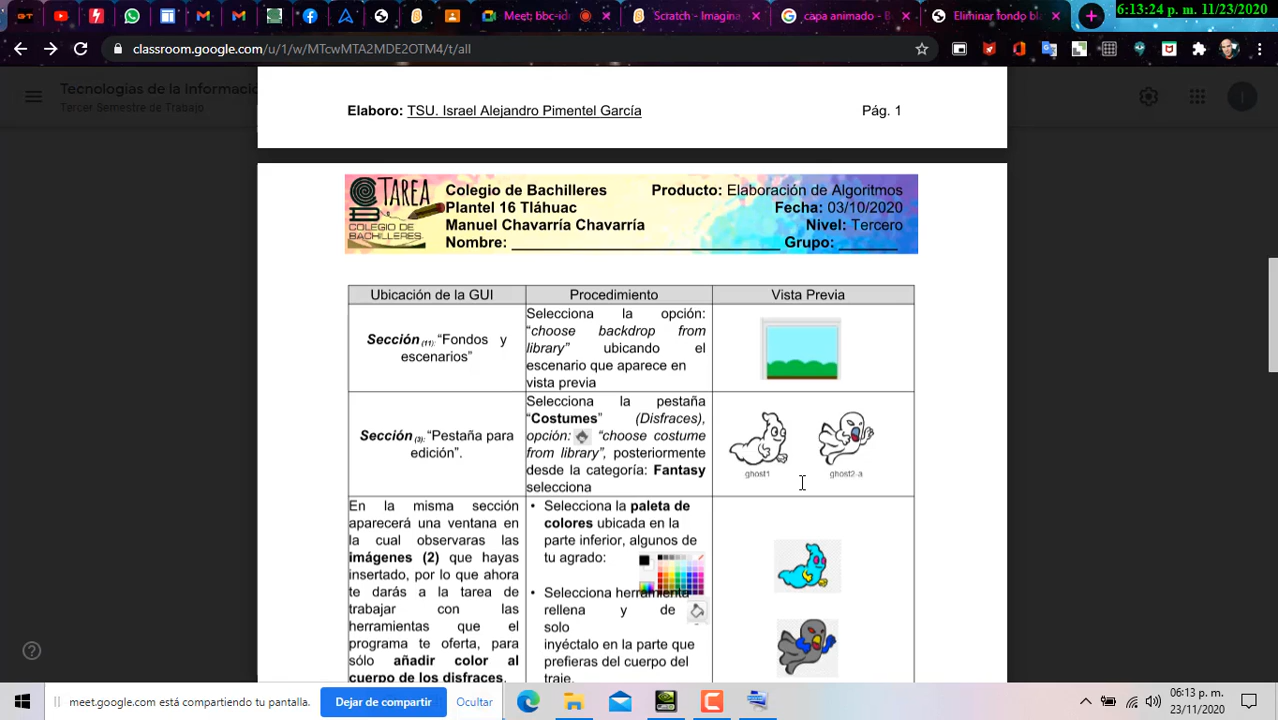 6:13:24 p. m. 11/23/2020
Meet: bbc-id
Scratch - Imagina
capa animado - B
Eliminar fondo bl
classroom.google.com/u/1/w/MTcwMTA2MDE2OTM4/t/all
Tecnologías de la Informació
Tercer Semestre de Trabajo
Elaboro: TSU. Israel Alejandro Pimentel García
Pág. 1
TAREA
COLEGIO DE
BACHILLERES
Colegio de Bachilleres
Plantel 16 Tláhuac
Manuel Chavarría Chavarría
Nombre:
Producto: Elaboración de Algoritmos
Fecha: 03/10/2020
Nivel: Tercero
Grupo:
Ubicación de la GUI
Procedimiento
Vista Previa
Sección (11): “Fondos y
escenarios”
Selecciona la opción:
“choose backdrop from
library” ubicando el
escenario que aparece en
vista previa
Sección (3): “Pestaña para
edición”.
Selecciona la pestaña
“Costumes” (Disfraces),
opción: “choose costume
from library”, posteriormente
desde la categoría: Fantasy
selecciona
ghost1
ghost2-a
En la misma sección
aparecerá una ventana en
la cual observaras las
imágenes (2) que hayas
insertado, por lo que ahora
te darás a la tarea de
trabajar con las
herramientas que el
programa te oferta, para
sólo añadir color al
cuerpo de los disfraces.
• Selecciona la paleta de
colores ubicada en la
parte inferior, algunos de
tu agrado:
• Selecciona herramienta
rellena y de
solo
inyéctalo en la parte que
prefieras del cuerpo del
traje.
meet.google.com está compartiendo tu pantalla.
Dejar de compartir
Ocultar
06:13 p. m.
23/11/2020